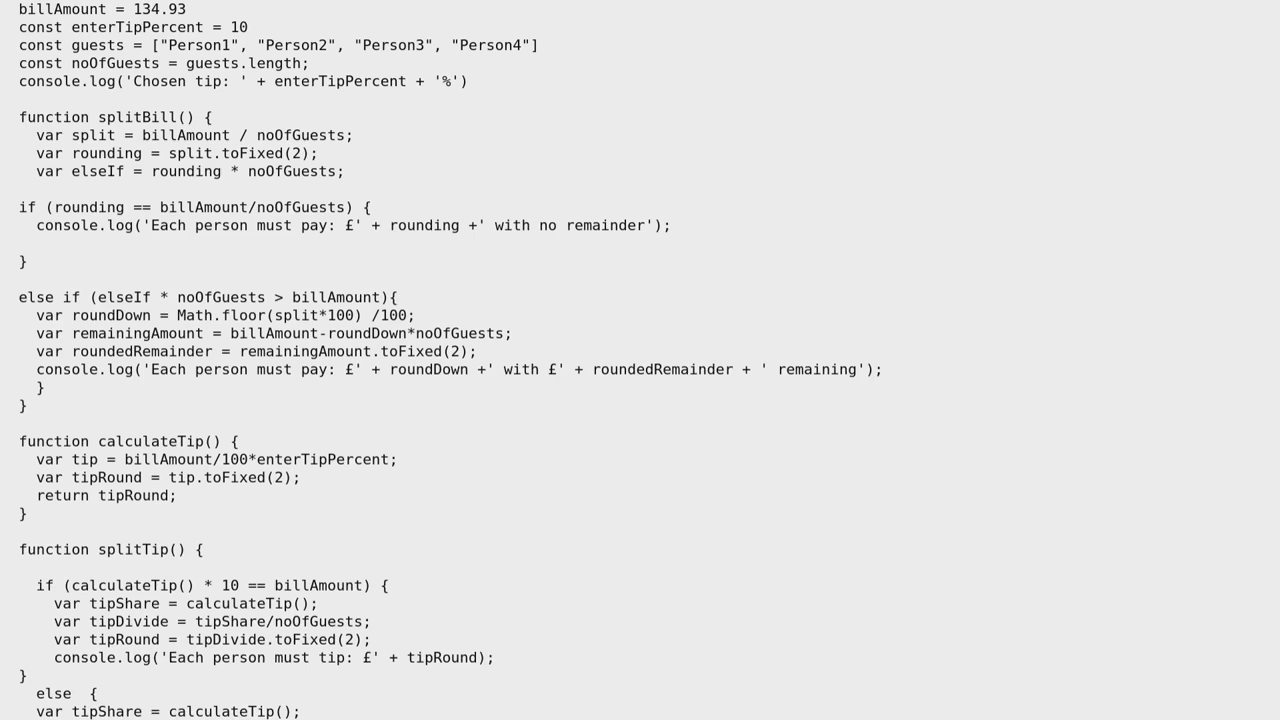 billAmount = 134.93
const enterTipPercent = 10
const guests = ["Person1", "Person2", "Person3", "Person4"]
const noOfGuests = guests.length;
console.log('Chosen tip: ' + enterTipPercent + '%')

function splitBill() {
  var split = billAmount / noOfGuests;
  var rounding = split.toFixed(2);
  var elseIf = rounding * noOfGuests;

if (rounding == billAmount/noOfGuests) {
  console.log('Each person must pay: £' + rounding +' with no remainder');

}

else if (elseIf * noOfGuests > billAmount){
  var roundDown = Math.floor(split*100) /100;
  var remainingAmount = billAmount-roundDown*noOfGuests;
  var roundedRemainder = remainingAmount.toFixed(2);
  console.log('Each person must pay: £' + roundDown +' with £' + roundedRemainder + ' remaining');
  }
}

function calculateTip() {
  var tip = billAmount/100*enterTipPercent;
  var tipRound = tip.toFixed(2);
  return tipRound;
}

function splitTip() {

  if (calculateTip() * 10 == billAmount) {
    var tipShare = calculateTip();
    var tipDivide = tipShare/noOfGuests;
    var tipRound = tipDivide.toFixed(2);
    console.log('Each person must tip: £' + tipRound);
}
  else  {
  var tipShare = calculateTip();